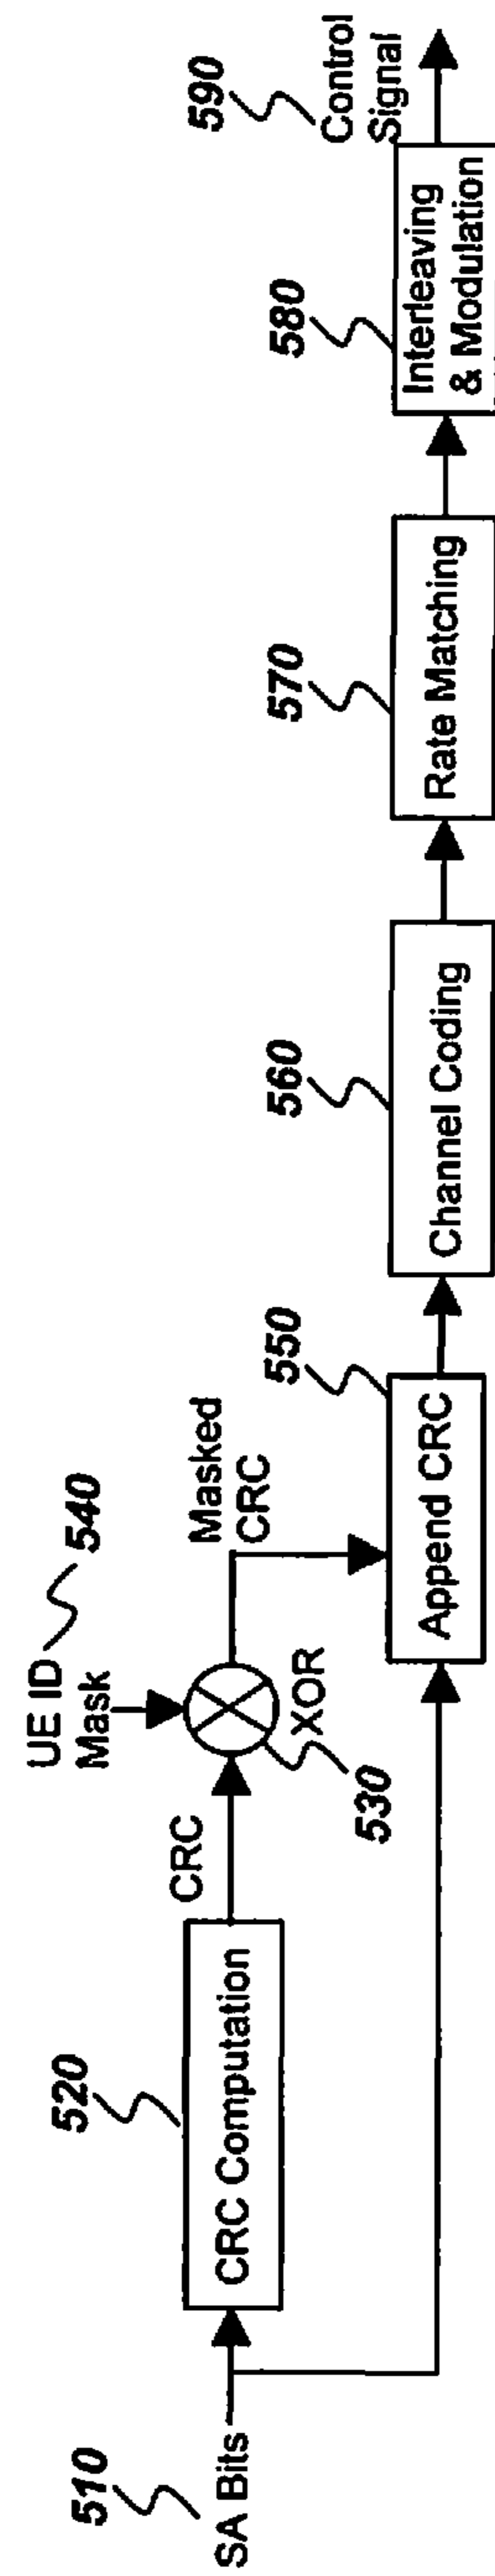 510
SA Bits
520
CRC Computation
CRC
530
XOR
UE ID
Mask
540
Masked
CRC
550
Append CRC
560
Channel Coding
570
Rate Matching
580
Interleaving
& Modulation
590
Control
Signal